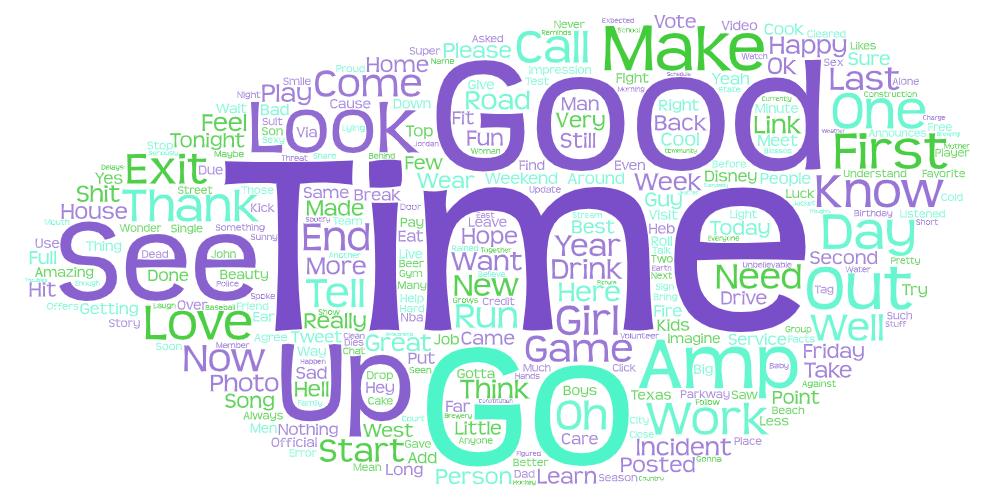 Time
Good
Go
See
Up
Make
Look
Amp
Out
Love
First
Know
Day
One
Thank
Exit
Come
Call
Game
Work
Now
Well
Need
Run
Girl
Tell
End
Start
Last
Happy
Road
Feel
Home
Play
Please
Vote
Video
Cook
Cleared
Likes
Sure
Sex
Alone
OK
Watch
Never
Expected
School
Reminds
Asked
Super
Name
Proud
Smile
Night
Impression
Test
Fight
Yeah
Schedule
State
Morning
Construction
Charge
Free
Announces
Mother
Player
Understand
Favorite
Cold
Wait
Bad
Suit
Son
Sexy
Cause
Down
Via
Lying
Top
Jordan
Fit
Fun
Give
Woman
Man
Very
Still
Right
Back
Cool
Community
Currently
Minute
Link
Meet
Weather
Before
Disney
People
Luck
Tonight
Maybe
Step
Seriously
Delays
Yes
Due
Threat
Share
Behind
Few
Find
Even
Wear
Weekend
Around
Week
Guy
Update
Shit
Street
Those
Same
Break
House
Wonder
Single
Kick
Made
Team
Door
Pay
Leave
East
Together
Hope
Stream
Best
Visit
Heb
Light
Today
Everyone
Birthday
Listened
Short
Use
Full
Thing
Dead
John
Something
Sunny
Eat
Rained
Want
Believe
Year
Roll
Talk
Two
Earth
Next
Unbelievable
Second
Water
Pretty
Amazing
Done
Beauty
Police
More
Another
Live
Beer
Gym
Many
New
Drink
Picture
Sign
Bring
Drive
Tag
Try
Hit
Offers
Getting
Story
Over
Baseball
Friend
Spoke
Laugh
Ear
Show
Really
Help
Hard
Nba
Grows
Credit
Here
Fire
Kids
Such
Stuff
Soon
Member
Agree
Tweet
Clean
Dies
Chat
Way
Great
Job
Came
Volunteer
Imagine
Service
Group
Facts
Friday
Take
Against
Photo
Happen
Sad
Hell
Family
Drop
Hey
Cake
Put
Seen
Gotta
Think
Much
Hands
Click
Boys
Oh
Care
Texas
Big
Baby
Parkway
Saw
Follow
Point
Beach
Less
Song
Always
Men
Nothing
Official
Error
West
Court
Far
Brewery
Little
Anyone
City
Close
Incident
Place
Mean
Long
Gave
Add
Person
Figured
Better
Dad
Hockey
Learn
Season
Posted
Country
Gonna